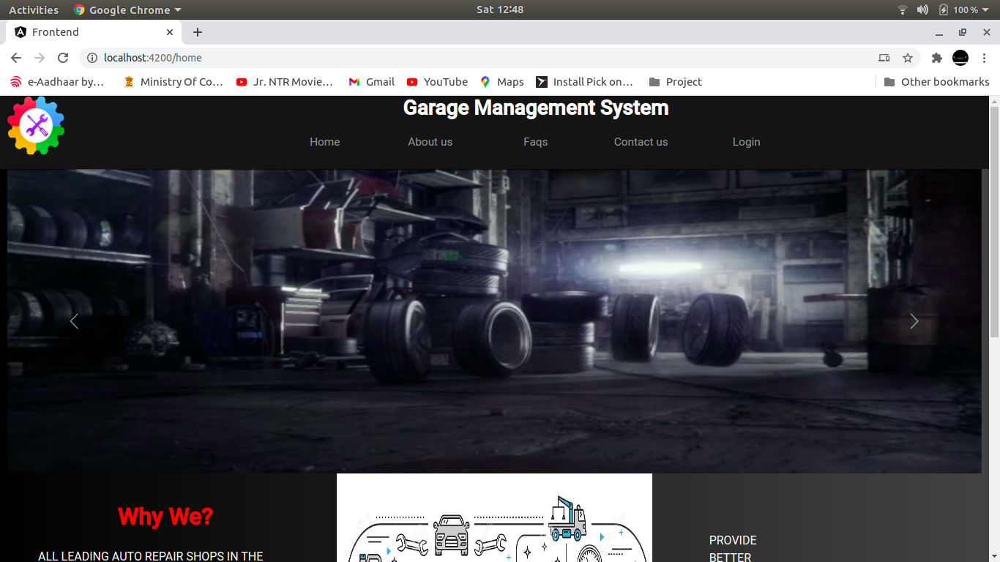 Activities Google Chrome Sat 12:48 100 %
Frontend
localhost:4200/home
e-Aadhaar by... Ministry Of Co... Jr. NTR Movie... Gmail YouTube Maps Install Pick on... Project Other bookmarks
Garage Management System
Home About us Faqs Contact us Login
Why We?
ALL LEADING AUTO REPAIR SHOPS IN THE
PROVIDE
BETTER